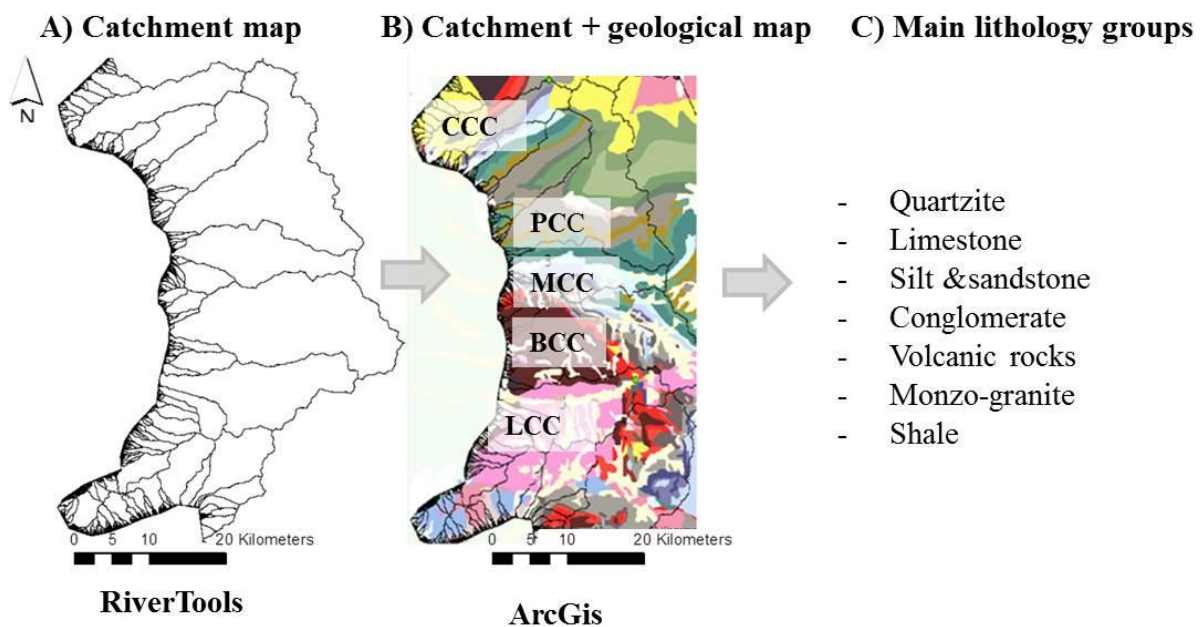 A) Catchment map
B) Catchment + geological map
C) Main lithology groups
N
CCC
PCC
MCC
BCC
LCC
- Quartzite
- Limestone
- Silt &sandstone
- Conglomerate
- Volcanic rocks
- Monzo-granite
- Shale
0 5 10 20 Kilometers
0 5 10 20 Kilometers
RiverTools
ArcGis